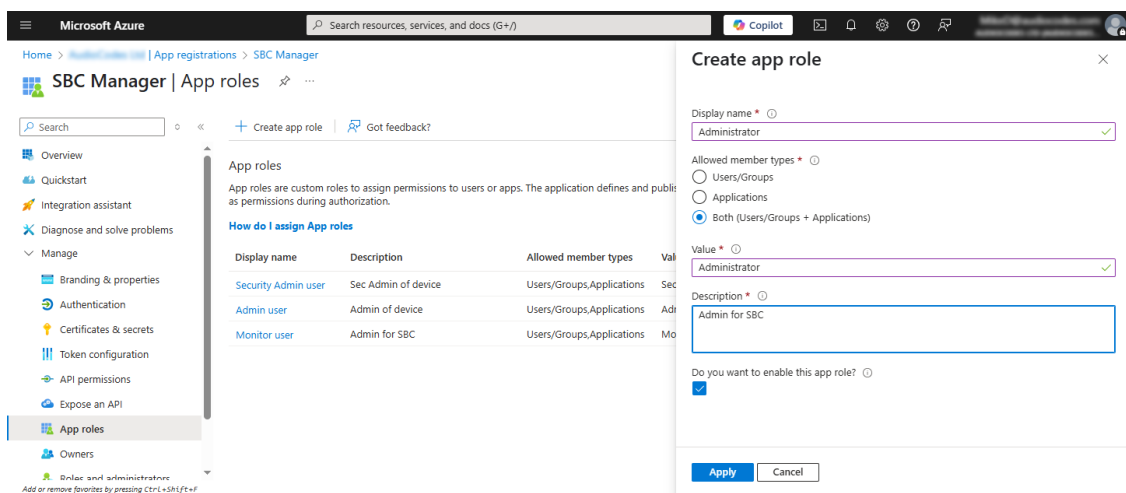 Microsoft Azure
Search resources, services, and docs (G+/)
Copilot
Home > | App registrations > SBC Manager
SBC Manager | App roles
Search
Overview
Quickstart
Integration assistant
Diagnose and solve problems
Manage
Branding & properties
Authentication
Certificates & secrets
Token configuration
API permissions
Expose an API
App roles
Owners
Roles and administrators
Add or remove favorites by pressing Ctrl+Shift+F
Create app role
Got feedback?
App roles
App roles are custom roles to assign permissions to users or apps. The application defines and publis
as permissions during authorization.
How do I assign App roles
Display name Description Allowed member types Val
Security Admin user Sec Admin of device Users/Groups,Applications Sec
Admin user Admin of device Users/Groups,Applications Adr
Monitor user Admin for SBC Users/Groups,Applications Mo
Create app role
Display name *
Administrator
Allowed member types *
Users/Groups
Applications
Both (Users/Groups + Applications)
Value *
Administrator
Description *
Admin for SBC
Do you want to enable this app role?
Apply
Cancel